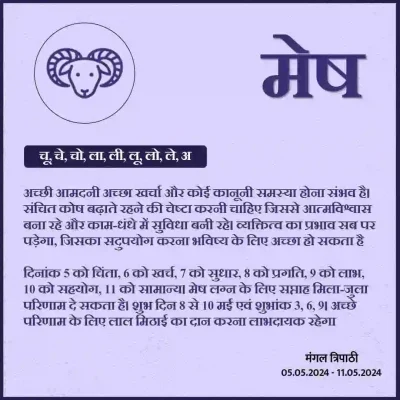 मेष
चू, चे, चो, ला, ली, लू, लो, ले, अ
अच्छी आमदनी अच्छा खर्चा और कोई कानूनी समस्या होना संभव है।
संचित कोष बढ़ाते रहने की चेष्टा करनी चाहिए जिससे आत्मविश्वास
बना रहे और काम-धंधे में सुविधा बनी रहे। व्यक्तित्व का प्रभाव सब पर
पड़ेगा, जिसका सदुपयोग करना भविष्य के लिए अच्छा हो सकता है
दिनांक 5 को चिंता, 6 को खर्च, 7 को सुधार, 8 को प्रगति, 9 को लाभ,
10 को सहयोग, 11 को सामान्य। मेष लग्न के लिए सप्ताह मिला-जुला
परिणाम दे सकता है। शुभ दिन 8 से 10 मई एवं शुभांक 3, 6, 9। अच्छे
परिणाम के लिए लाल मिठाई का दान करना लाभदायक रहेगा
मंगल त्रिपाठी
05.05.2024 - 11.05.2024